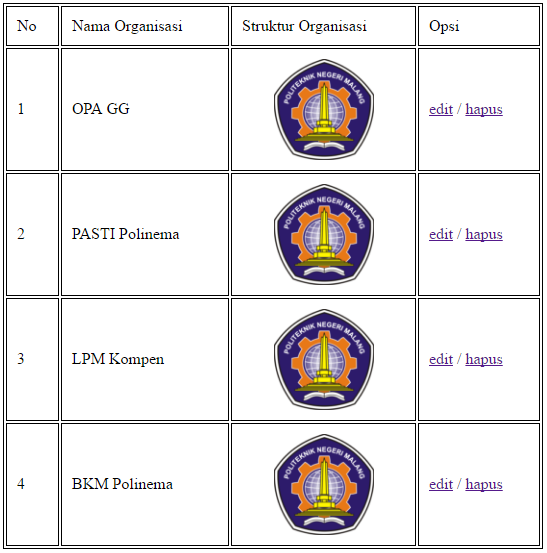 No Nama Organisasi Struktur Organisasi Opsi
POLITEKNIK NEGERI MALANG
1 OPA GG edit / hapus
POLITEKNIK NEGERI MALANG
2 PASTI Polinema edit / hapus
POLITEKNIK NEGERI MALANG
3 LPM Kompen edit / hapus
POLITEKNIK NEGERI MALANG
4 BKM Polinema edit / hapus